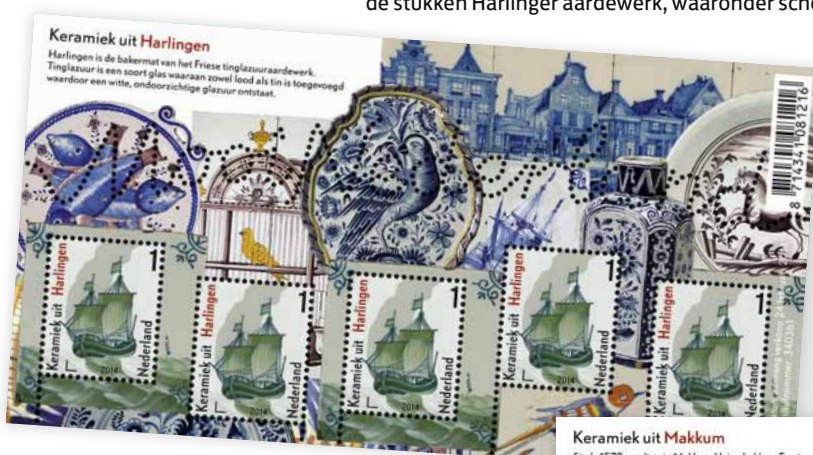 de stukken Harlinger aardewerk, waaronder
Keramiek uit Harlingen
Harlingen is de bakermat van het Friese tinglazuuraardewerk.
Tinglazuur is een soort glas waaraan zowel lood als tin is toegevoegd
waardoor een witte, ondoorzichtige glazuur ontstaat.
8 714341 081216
Keramiek uit Harlingen
1
2014
Nederland
Keramiek uit Harlingen
1
2014
Nederland
Keramiek uit Harlingen
1
2014
Nederland
Keramiek uit Harlingen
1
2014
Nederland
Keramiek uit Harlingen
1
2014
Nederland
340361
Keramiek uit Makkum